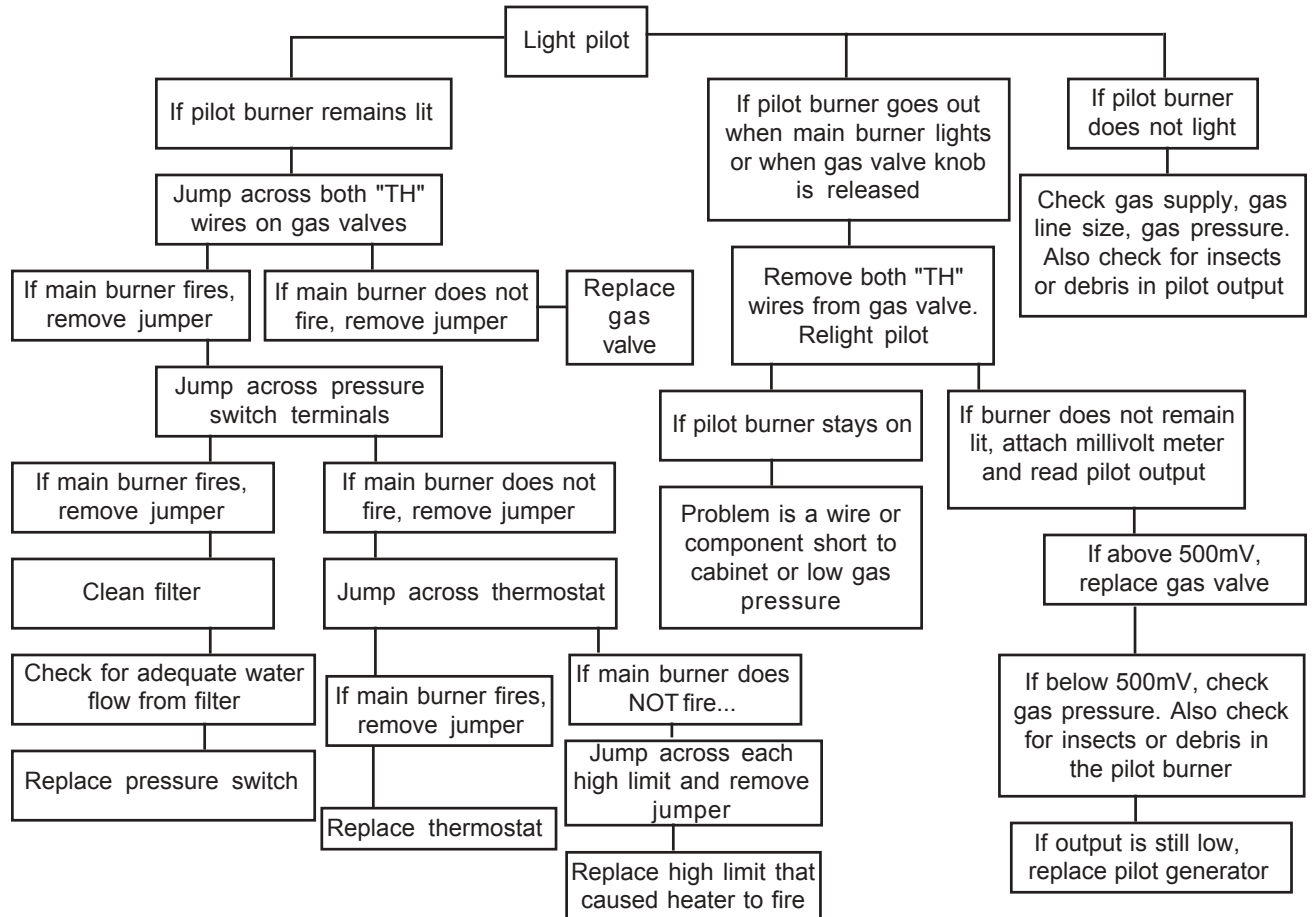 Light pilot
If pilot burner remains lit
If pilot burner goes out
when main burner lights
or when gas valve knob
is released
If pilot burner
does not light
Jump across both "TH"
wires on gas valves
Check gas supply, gas
line size, gas pressure.
Also check for insects
or debris in pilot output
If main burner fires,
remove jumper
If main burner does not
fire, remove jumper
Replace
gas
valve
Remove both "TH"
wires from gas valve.
Relight pilot
Jump across pressure
switch terminals
If pilot burner stays on
If burner does not remain
lit, attach millivolt meter
and read pilot output
If main burner fires,
remove jumper
If main burner does not
fire, remove jumper
Problem is a wire or
component short to
cabinet or low gas
pressure
If above 500mV,
replace gas valve
Clean filter
Jump across thermostat
Check for adequate water
flow from filter
If main burner fires,
remove jumper
If main burner does
NOT fire...
If below 500mV, check
gas pressure. Also check
for insects or debris in
the pilot burner
Replace pressure switch
Jump across each
high limit and remove
jumper
Replace thermostat
If output is still low,
replace pilot generator
Replace high limit that
caused heater to fire